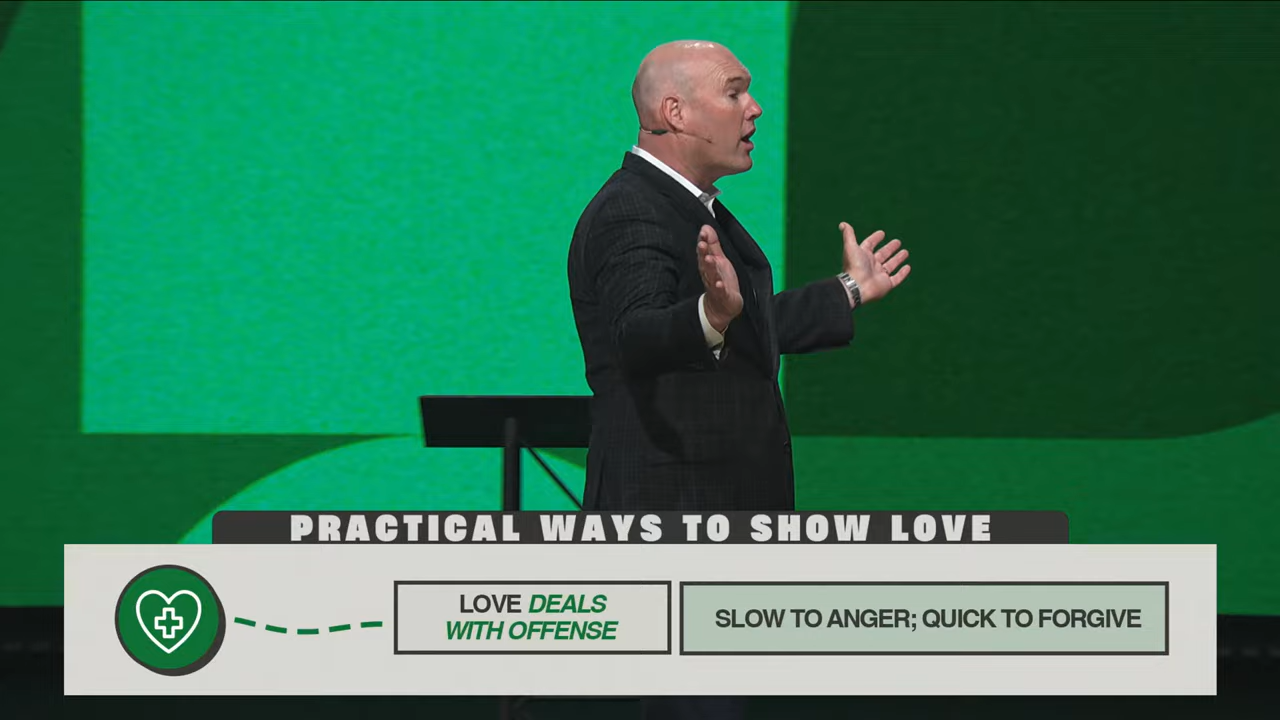 PRACTICAL WAYS TO SHOW LOVE
LOVE DEALS
WITH OFFENSE
SLOW TO ANGER; QUICK TO FORGIVE